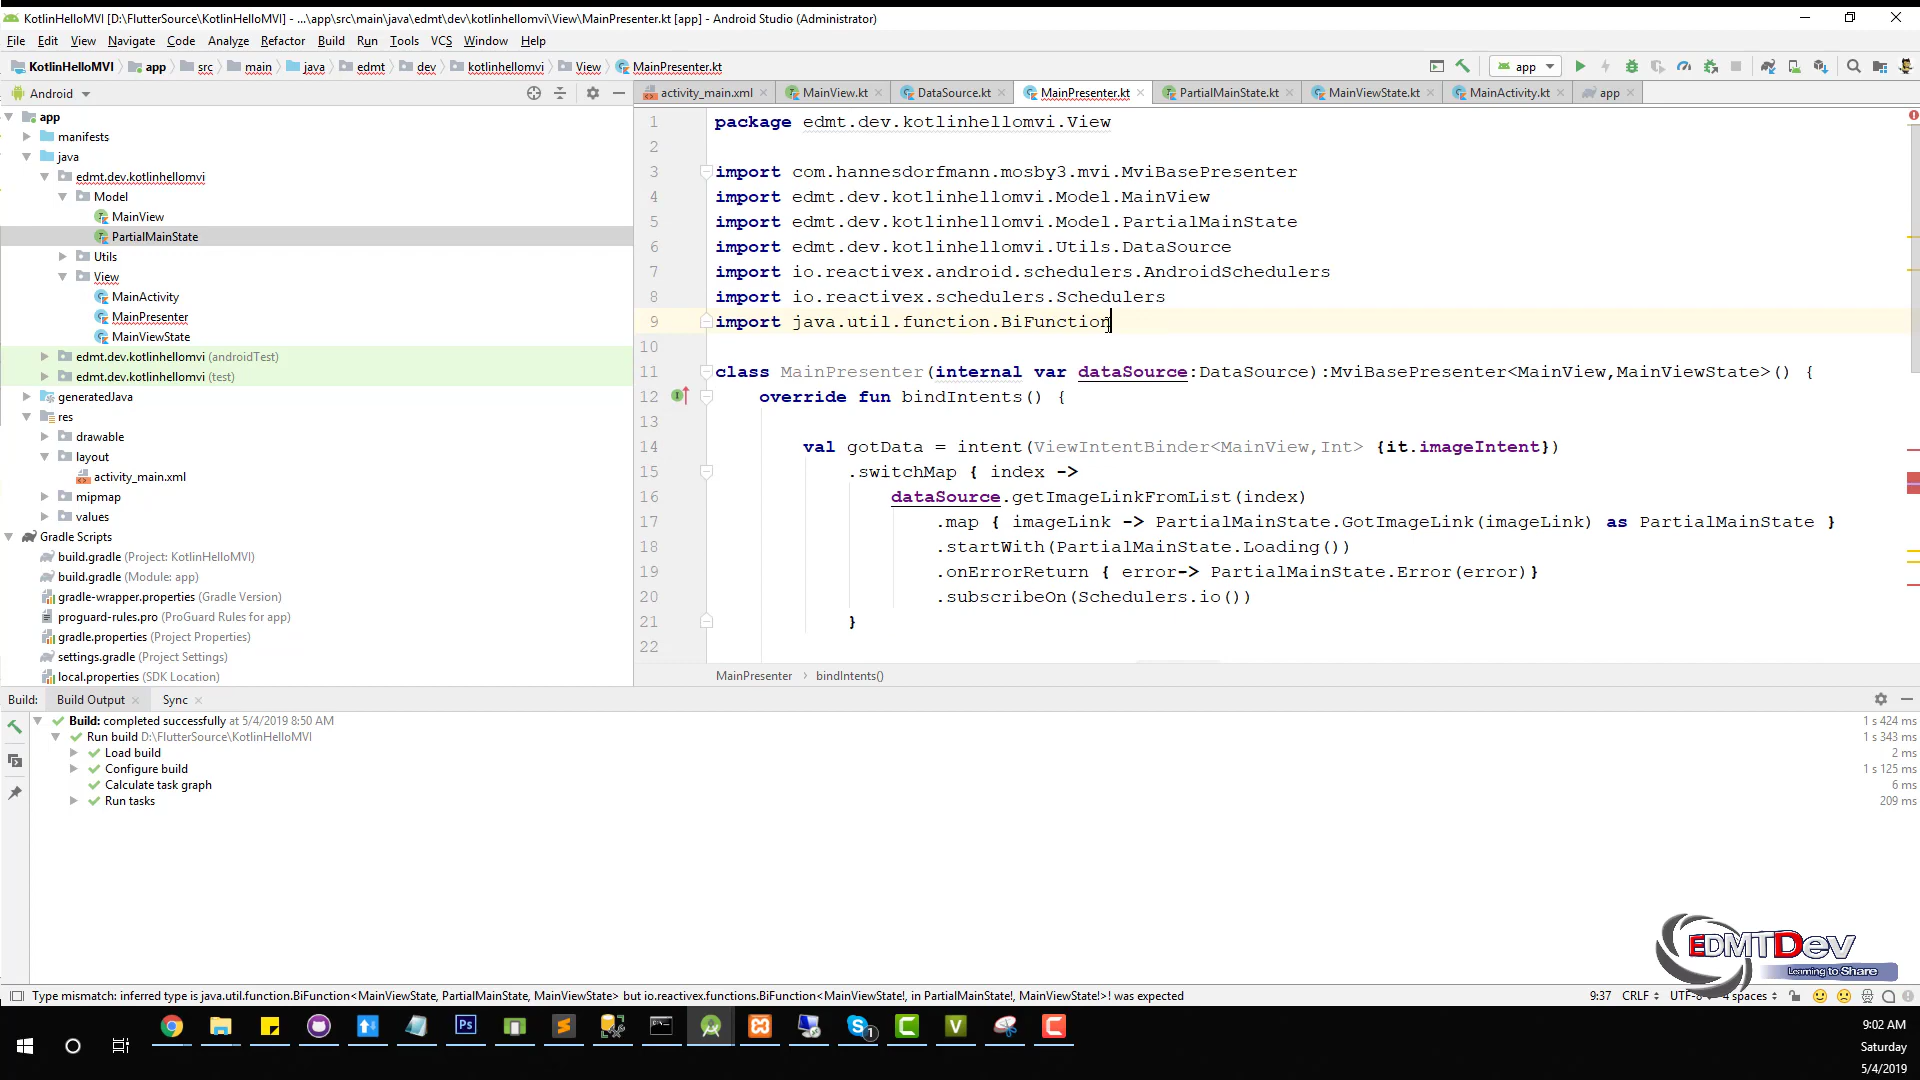 KotlinHelloMVI [D:\FlutterSource\KotlinHelloMVI] - ...\app\src\main\java\edmt\dev\kotlinhellomvi\View\MainPresenter.kt [app] - Android Studio (Administrator)
File Edit View Navigate Code Analyze Refactor Build Run Tools VCS Window Help
KotlinHelloMVI app src main java edmt dev kotlinhellomvi View MainPresenter.kt
app
Android
activity_main.xml MainView.kt DataSource.kt MainPresenter.kt PartialMainState.kt MainViewState.kt MainActivity.kt app
app
manifests
java
edmt.dev.kotlinhellomvi
Model
MainView
PartialMainState
Utils
View
MainActivity
MainPresenter
MainViewState
edmt.dev.kotlinhellomvi (androidTest)
edmt.dev.kotlinhellomvi (test)
generatedJava
res
drawable
layout
activity_main.xml
mipmap
values
Gradle Scripts
build.gradle (Project: KotlinHelloMVI)
build.gradle (Module: app)
gradle-wrapper.properties (Gradle Version)
proguard-rules.pro (ProGuard Rules for app)
gradle.properties (Project Properties)
settings.gradle (Project Settings)
local.properties (SDK Location)
1 package edmt.dev.kotlinhellomvi.View
2
3 import com.hannesdorfmann.mosby3.mvi.MviBasePresenter
4 import edmt.dev.kotlinhellomvi.Model.MainView
5 import edmt.dev.kotlinhellomvi.Model.PartialMainState
6 import edmt.dev.kotlinhellomvi.Utils.DataSource
7 import io.reactivex.android.schedulers.AndroidSchedulers
8 import io.reactivex.schedulers.Schedulers
9 import java.util.function.BiFunction
10
11 class MainPresenter(internal var dataSource:DataSource):MviBasePresenter<MainView,MainViewState>() {
12 override fun bindIntents() {
13
14 val gotData = intent(ViewIntentBinder<MainView,Int> {it.imageIntent})
15 .switchMap { index ->
16 dataSource.getImageLinkFromList(index)
17 .map { imageLink -> PartialMainState.GotImageLink(imageLink) as PartialMainState }
18 .startWith(PartialMainState.Loading())
19 .onErrorReturn { error-> PartialMainState.Error(error)}
20 .subscribeOn(Schedulers.io())
21 }
22
MainPresenter › bindIntents()
Build: Build Output Sync
Build: completed successfully at 5/4/2019 8:50 AM 1 s 424 ms
Run build D:\FlutterSource\KotlinHelloMVI 1 s 343 ms
Load build 2 ms
Configure build 1 s 125 ms
Calculate task graph 6 ms
Run tasks 209 ms
EDMTDev
Learning to Share
Type mismatch: inferred type is java.util.function.BiFunction<MainViewState, PartialMainState, MainViewState> but io.reactivex.functions.BiFunction<MainViewState!, in PartialMainState!, MainViewState!>! was expected 9:37 CRLF UTF-8 4 spaces
9:02 AM
Saturday
5/4/2019